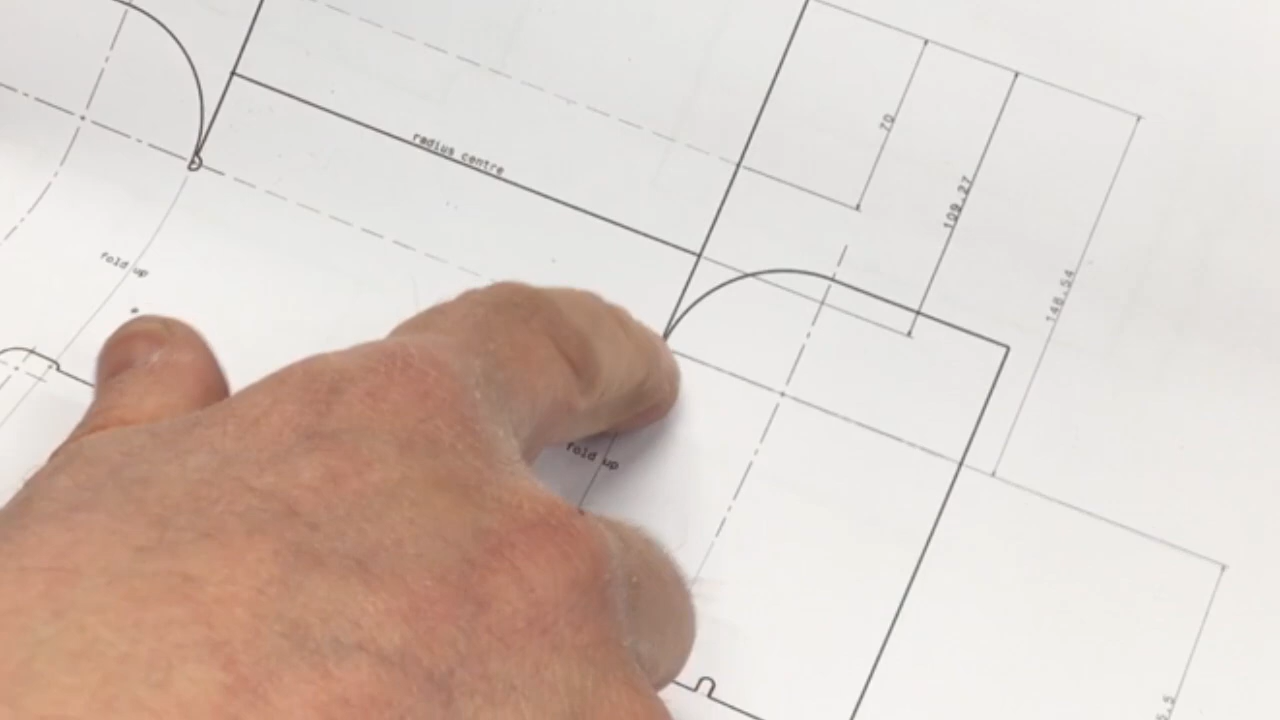 radius centre
70
109.27
148.54
fold up
fold up